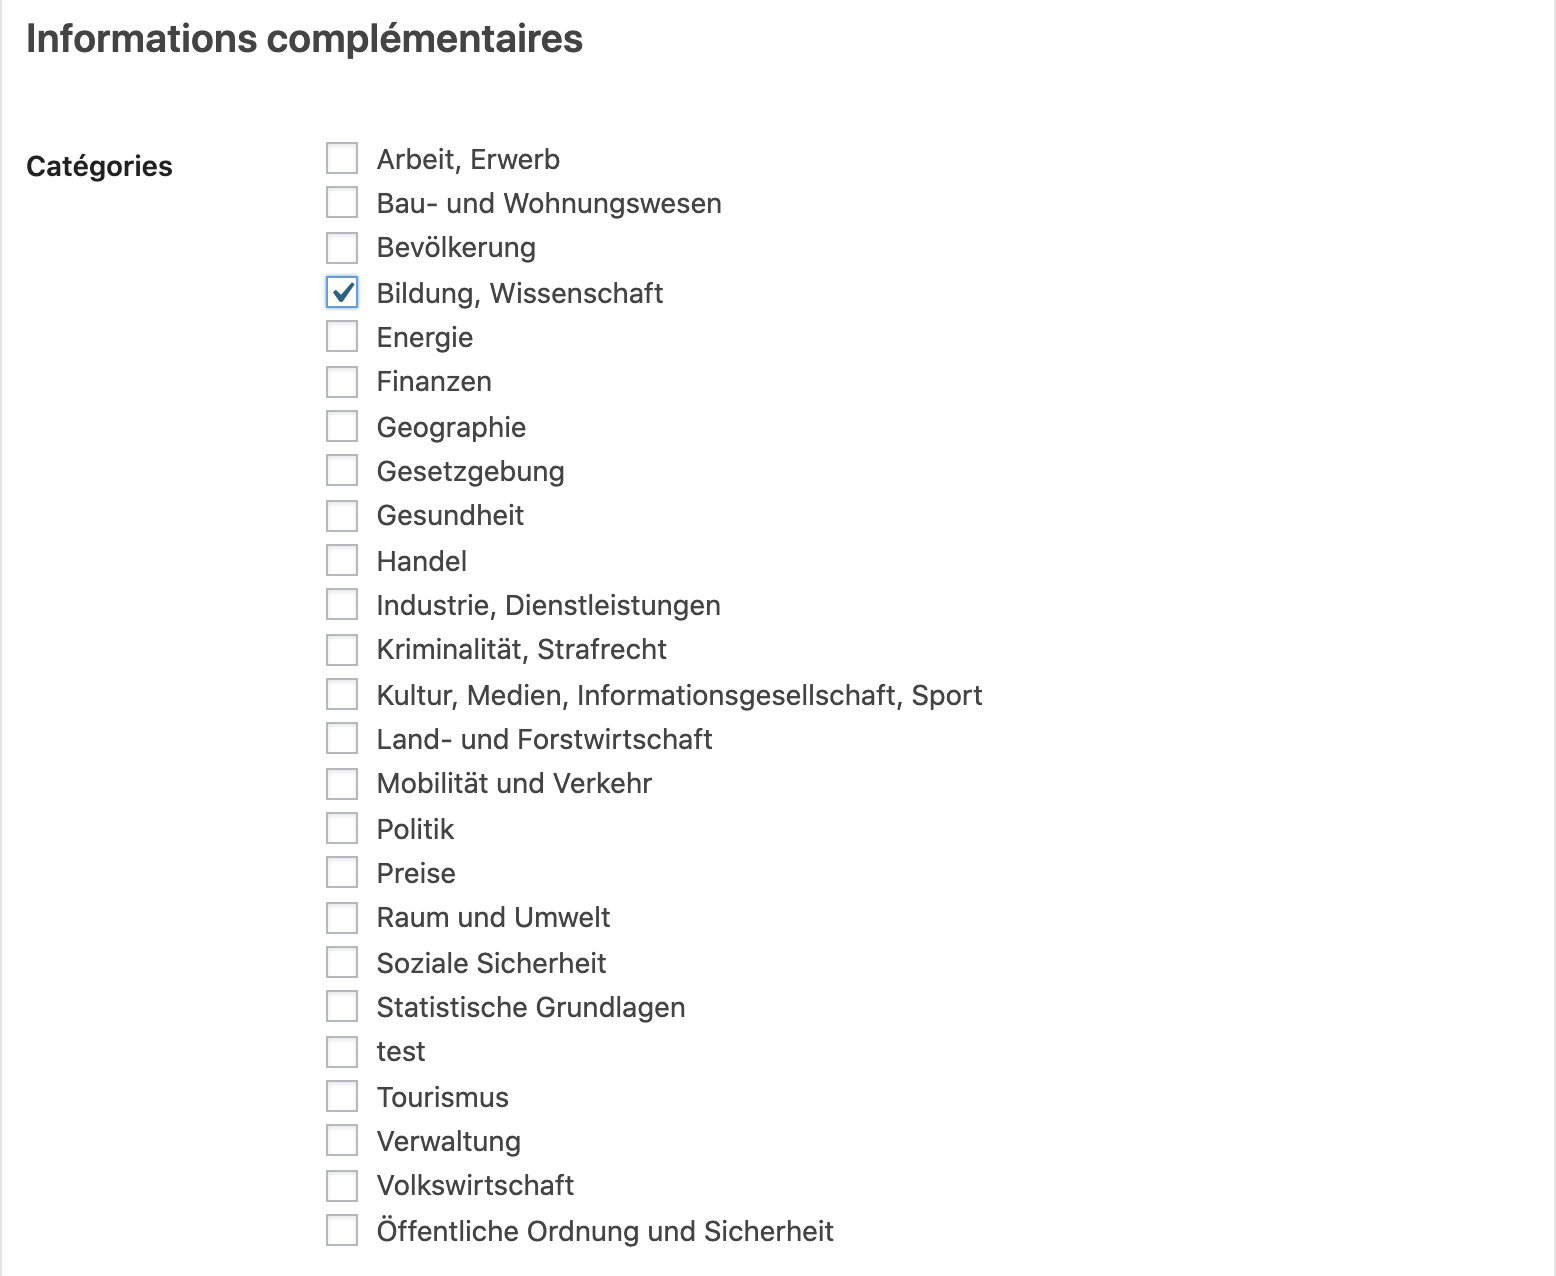 Informations complémentaires
Catégories
Arbeit, Erwerb
Bau- und Wohnungswesen
Bevölkerung
Bildung, Wissenschaft
Energie
Finanzen
Geographie
Gesetzgebung
Gesundheit
Handel
Industrie, Dienstleistungen
Kriminalität, Strafrecht
Kultur, Medien, Informationsgesellschaft, Sport
Land- und Forstwirtschaft
Mobilität und Verkehr
Politik
Preise
Raum und Umwelt
Soziale Sicherheit
Statistische Grundlagen
test
Tourismus
Verwaltung
Volkswirtschaft
Öffentliche Ordnung und Sicherheit